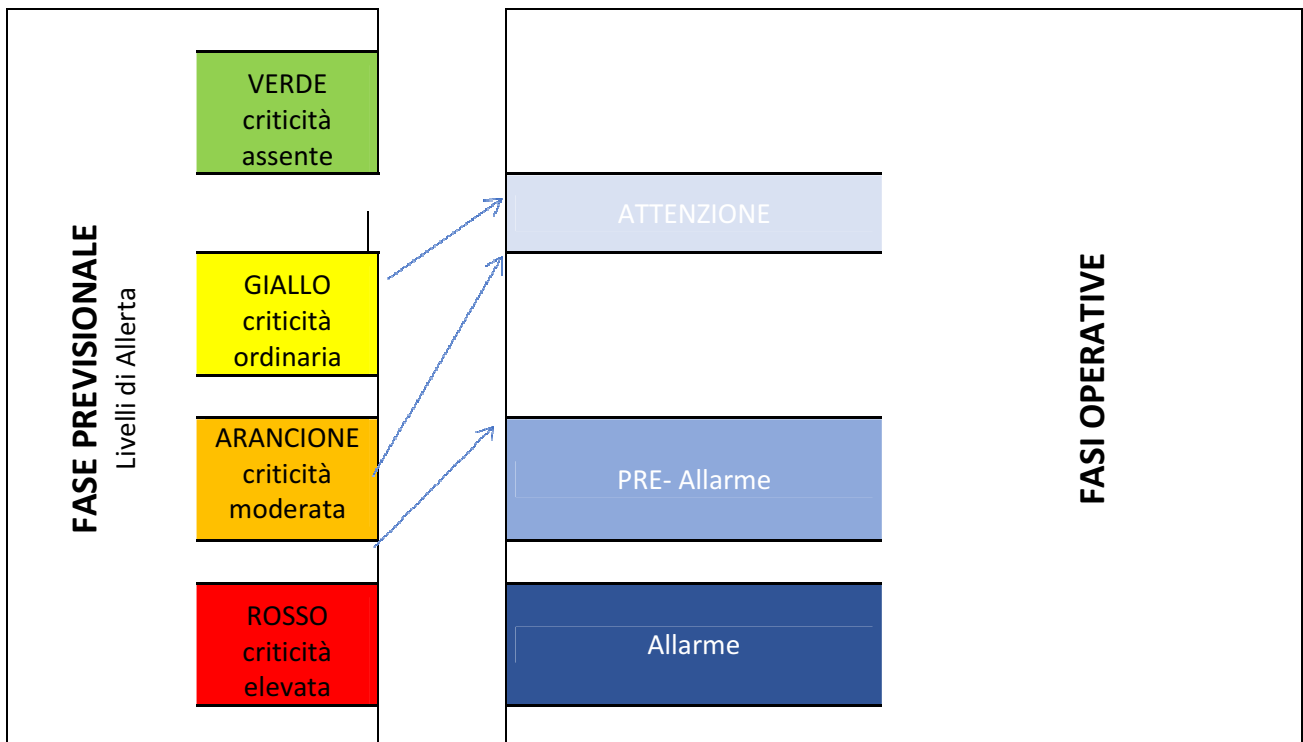 FASE PREVISIONALE
Livelli di Allerta
VERDE
criticità
assente
GIALLO
criticità
ordinaria
ARANCIONE
criticità
moderata
ROSSO
criticità
elevata
ATTENZIONE
PRE- Allarme
Allarme
FASI OPERATIVE